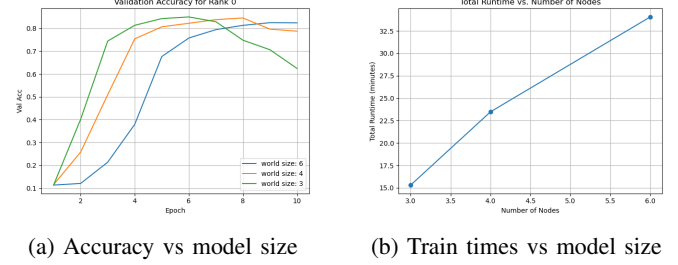 Validation Accuracy for Rank 0
0.8
0.7
0.6
0.5
0.4
0.3
0.2
0.1
Val Acc
2
4
6
8
10
Epoch
world size: 6
world size: 4
world size: 3
Total Runtime vs. Number of Nodes
32.5
30.0
27.5
25.0
22.5
20.0
17.5
15.0
Total Runtime (minutes)
3.0
3.5
4.0
4.5
5.0
5.5
6.0
Number of Nodes
(a) Accuracy vs model size
(b) Train times vs model size